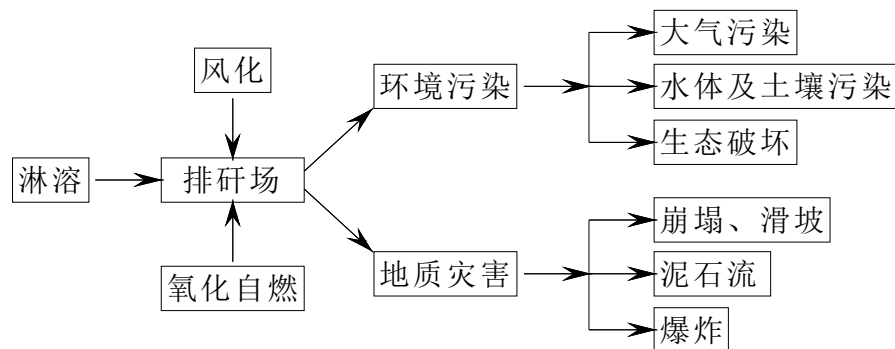 大气污染
风化
环境污染
水体及土壤污染
生态破坏
淋溶
排矸场
崩塌、滑坡
氧化自燃
地质灾害
泥石流
爆炸